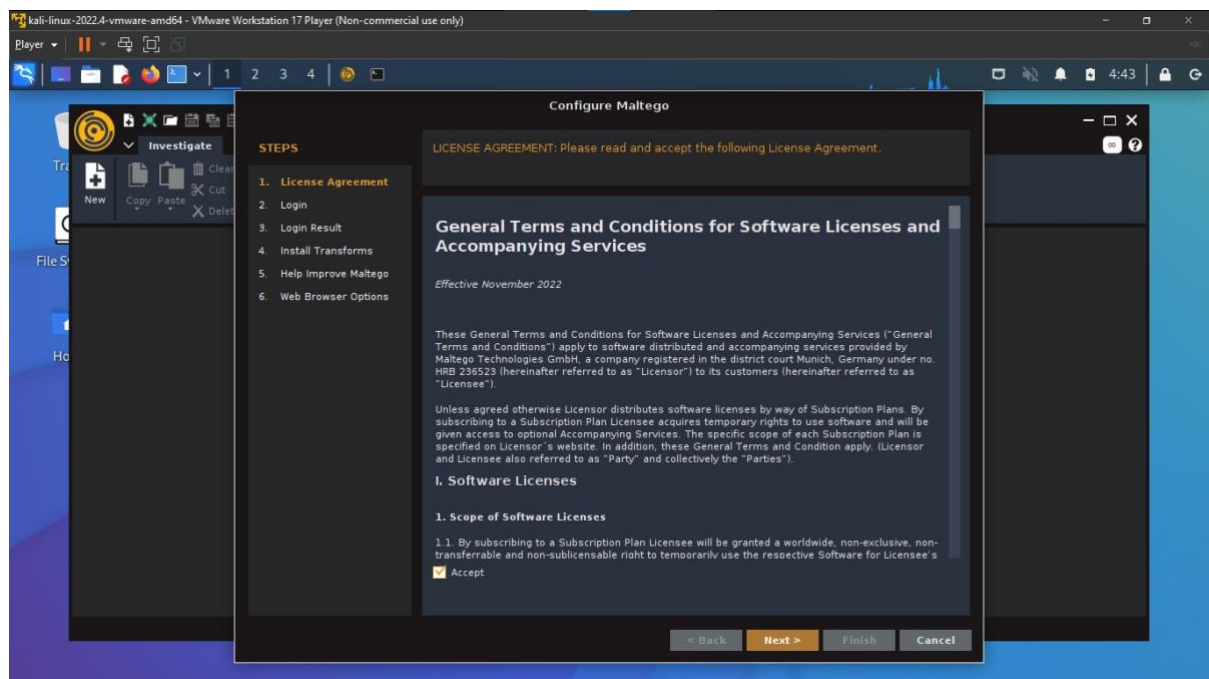 kali-linux-2022.4-vmware-amd64 - VMware Workstation 17 Player (Non-commercial use only)
Player
1 2 3 4
4:43
Configure Maltego
Investigate
New
Copy Paste
Clear
Cut
Delet
File S
Ho
STEPS
1. License Agreement
2. Login
3. Login Result
4. Install Transforms
5. Help Improve Maltego
6. Web Browser Options
LICENSE AGREEMENT: Please read and accept the following License Agreement.
General Terms and Conditions for Software Licenses and
Accompanying Services
Effective November 2022
These General Terms and Conditions for Software Licenses and Accompanying Services ("General
Terms and Conditions") apply to software distributed and accompanying services provided by
Maltego Technologies GmbH, a company registered in the district court Munich, Germany under no.
HRB 236523 (hereinafter referred to as "Licensor") to its customers (hereinafter referred to as
"Licensee").
Unless agreed otherwise Licensor distributes software licenses by way of Subscription Plans. By
subscribing to a Subscription Plan Licensee acquires temporary rights to use software and will be
given access to optional Accompanying Services. The specific scope of each Subscription Plan is
specified on Licensor´s website. In addition, these General Terms and Condition apply. (Licensor
and Licensee also referred to as "Party" and collectively the "Parties").
I. Software Licenses
1. Scope of Software Licenses
1.1. By subscribing to a Subscription Plan Licensee will be granted a worldwide, non-exclusive, non-
transferrable and non-sublicensable right to temporarily use the respective Software for Licensee's
Accept
< Back Next > Finish Cancel